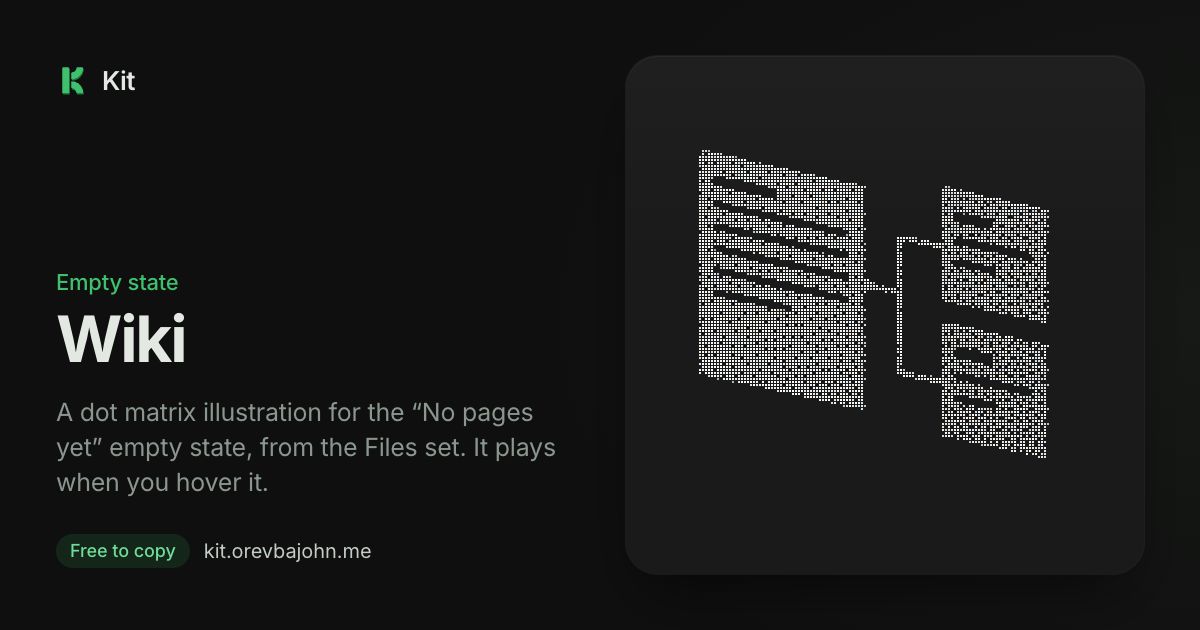 Kit
Empty state
Wiki
A dot matrix illustration for the “No pages
yet” empty state, from the Files set. It plays
when you hover it.
Free to copy
kit.orevbajohn.me